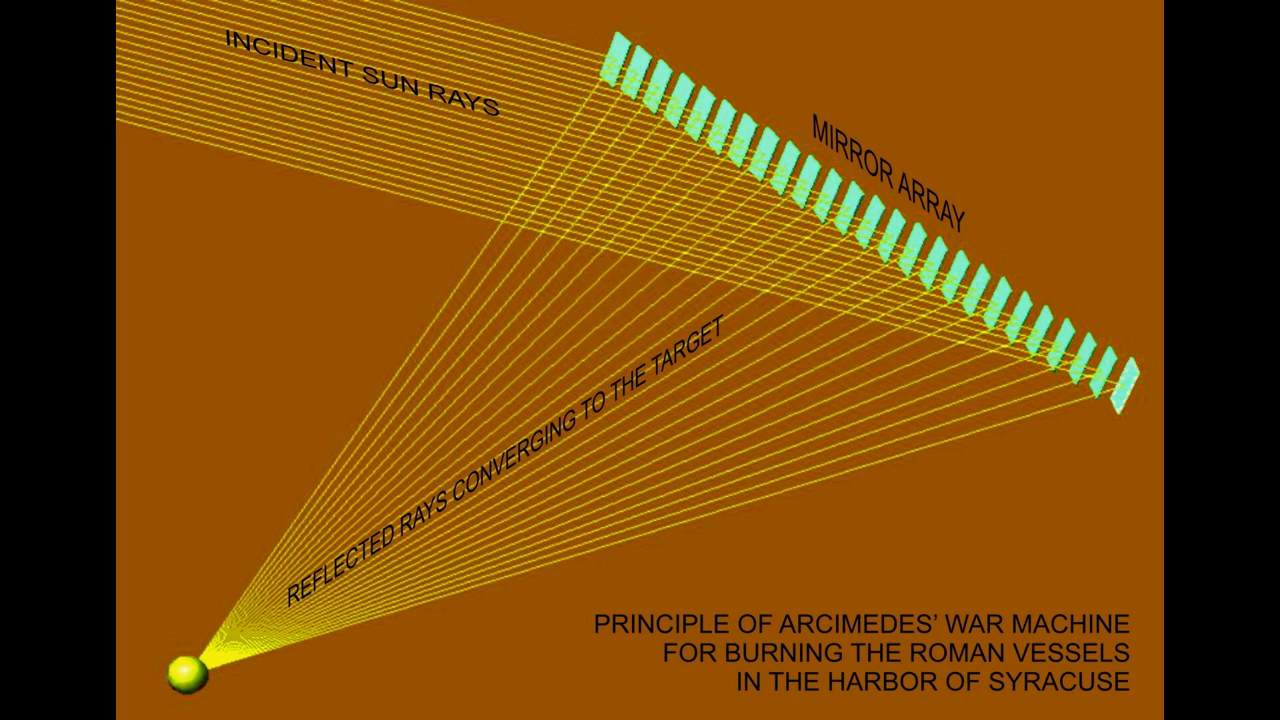 INCIDENT SUN RAYS
MIRROR ARRAY
REFLECTED RAYS CONVERGING TO THE TARGET
PRINCIPLE OF ARCIMEDES’ WAR MACHINE
FOR BURNING THE ROMAN VESSELS
IN THE HARBOR OF SYRACUSE